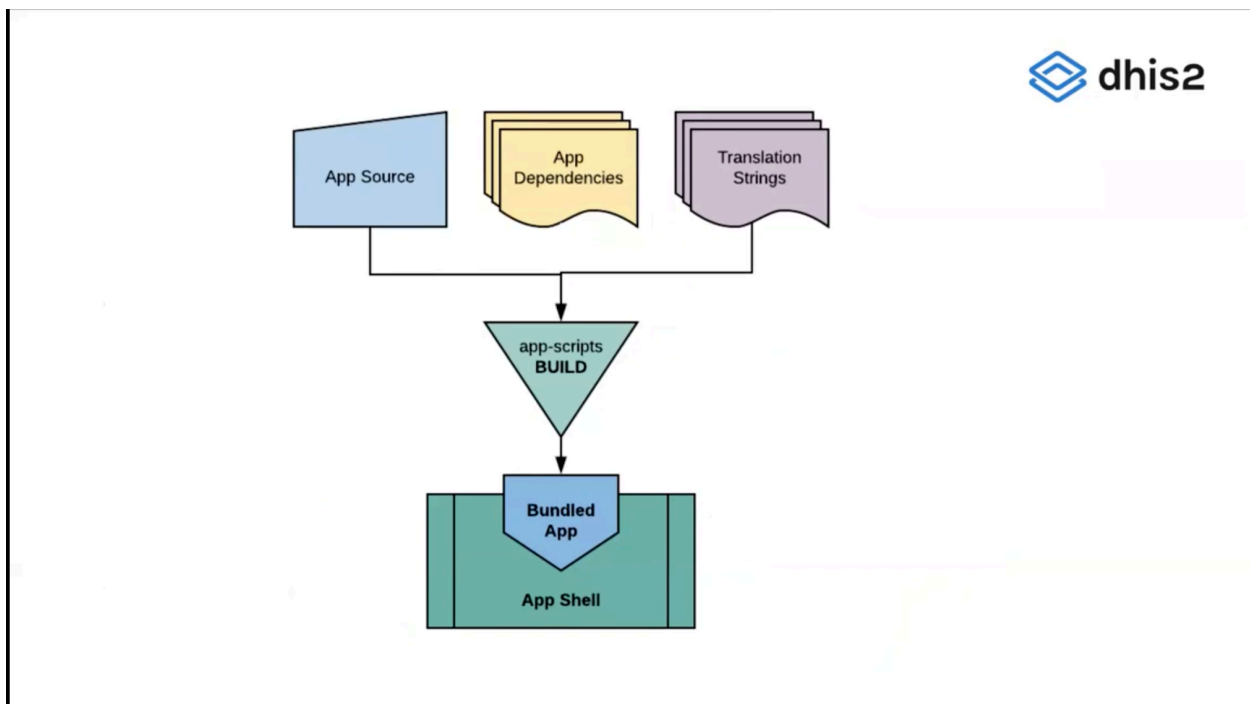 dhis2
App Source
App
Dependencies
Translation
Strings
app-scripts
BUILD
Bundled
App
App Shell